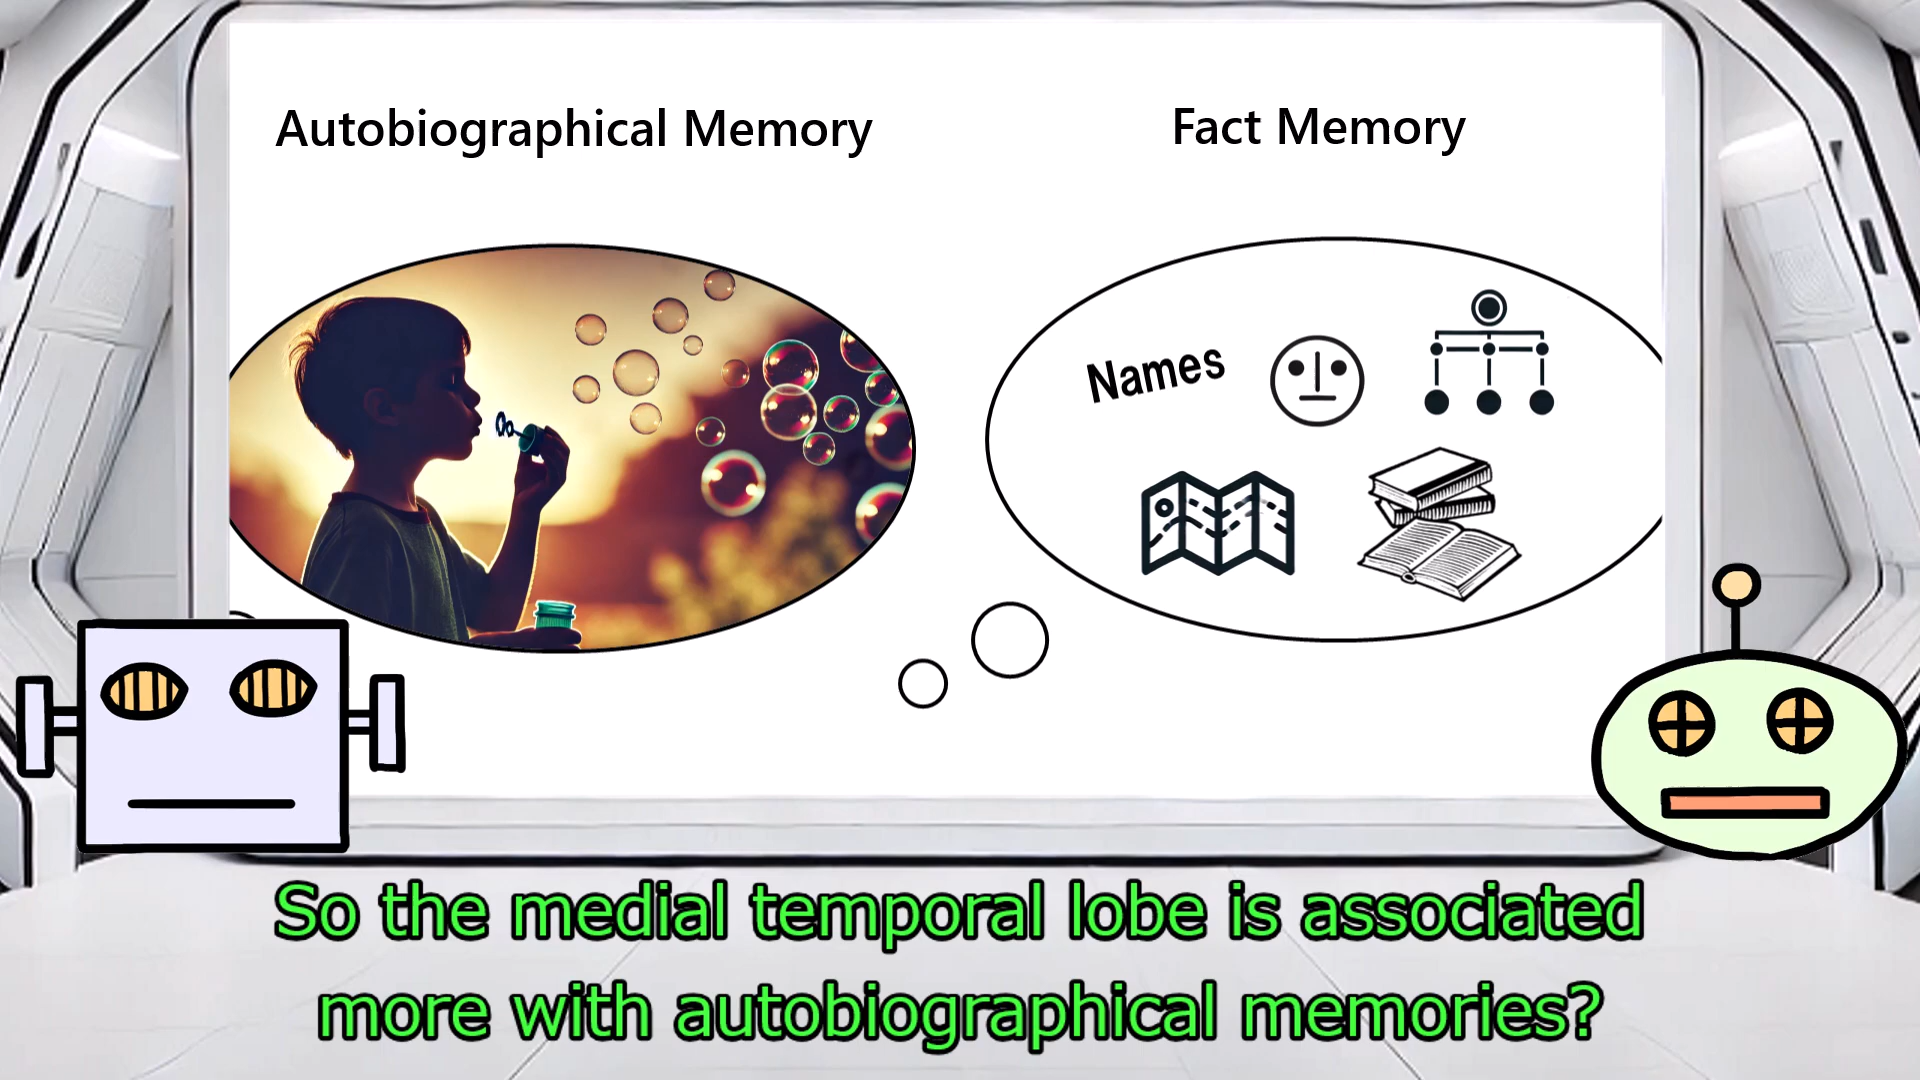 Autobiographical Memory
Fact Memory
Names
So the medial temporal lobe is associated
more with autobiographical memories?